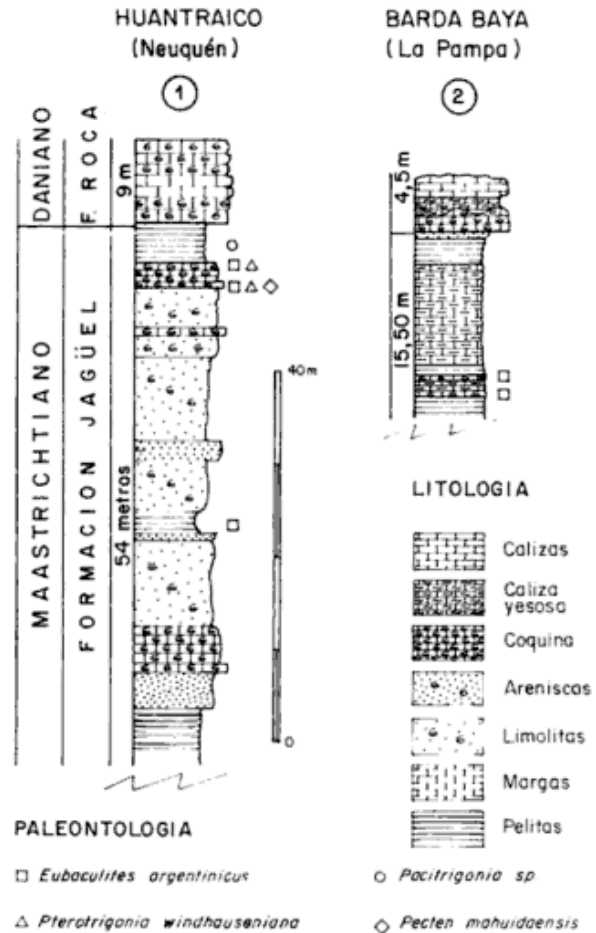 HUANTRAICO
(Neuquén)
1
BARDA BAYA
(La Pampa)
2
DANIANO
F. ROCA
9 m
MAASTRICHTIANO
FORMACION JAGÜEL
54 metros
40m
0
4,5 m
15,50 m
LITOLOGIA
Calizas
Caliza
yesosa
Coquina
Areniscas
Limolitas
Margas
Pelitas
PALEONTOLOGIA
Eubaculites argentinicus
Pterotrigonia windhauseniana
Pacitrigonia sp.
Pecten mahuidaensis